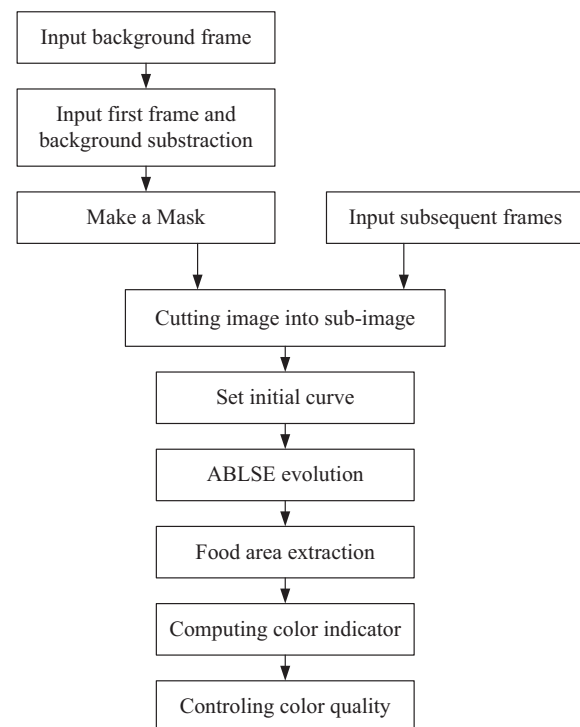 Input background frame
Input first frame and
background substraction
Make a Mask
Input subsequent frames
Cutting image into sub-image
Set initial curve
ABLSE evolution
Food area extraction
Computing color indicator
Controling color quality